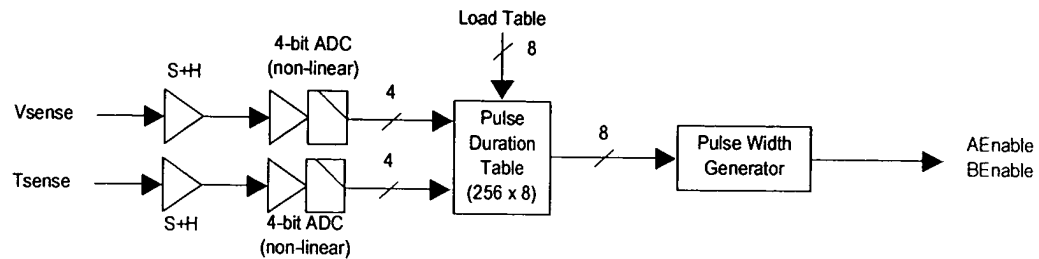 Load Table
8
4-bit ADC
(non-linear)
S+H
4
Vsense
Pulse
Duration
Table
(256 x 8)
8
Pulse Width
Generator
AEnable
BEnable
Tsense
4
S+H
4-bit ADC
(non-linear)